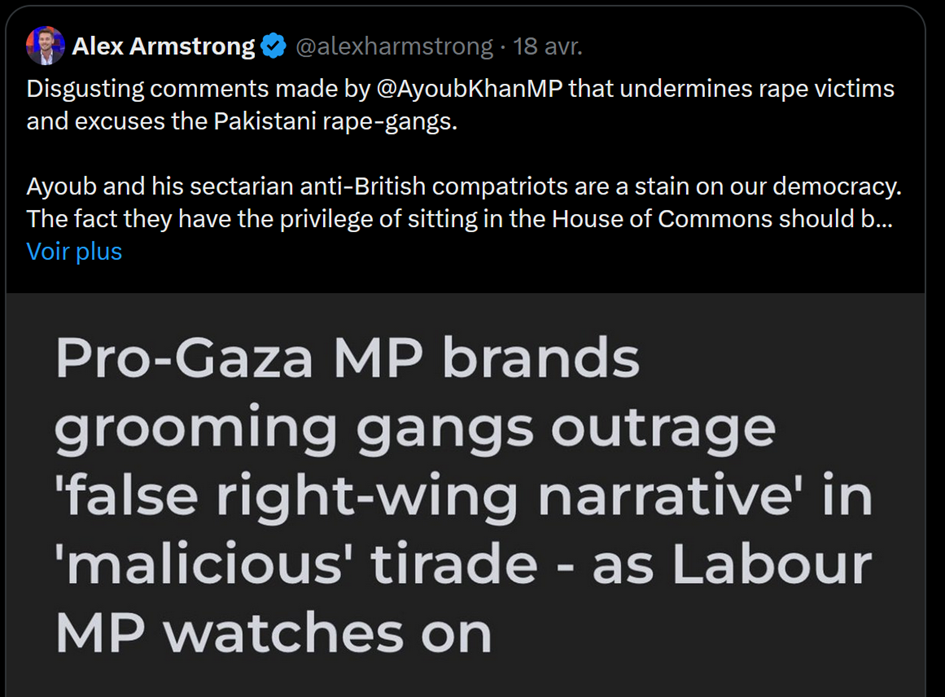 Alex Armstrong @alexharmstrong · 18 avr.
Disgusting comments made by @AyoubKhanMP that undermines rape victims
and excuses the Pakistani rape-gangs.
Ayoub and his sectarian anti-British compatriots are a stain on our democracy.
The fact they have the privilege of sitting in the House of Commons should b...
Voir plus
Pro-Gaza MP brands
grooming gangs outrage
'false right-wing narrative' in
'malicious' tirade - as Labour
MP watches on